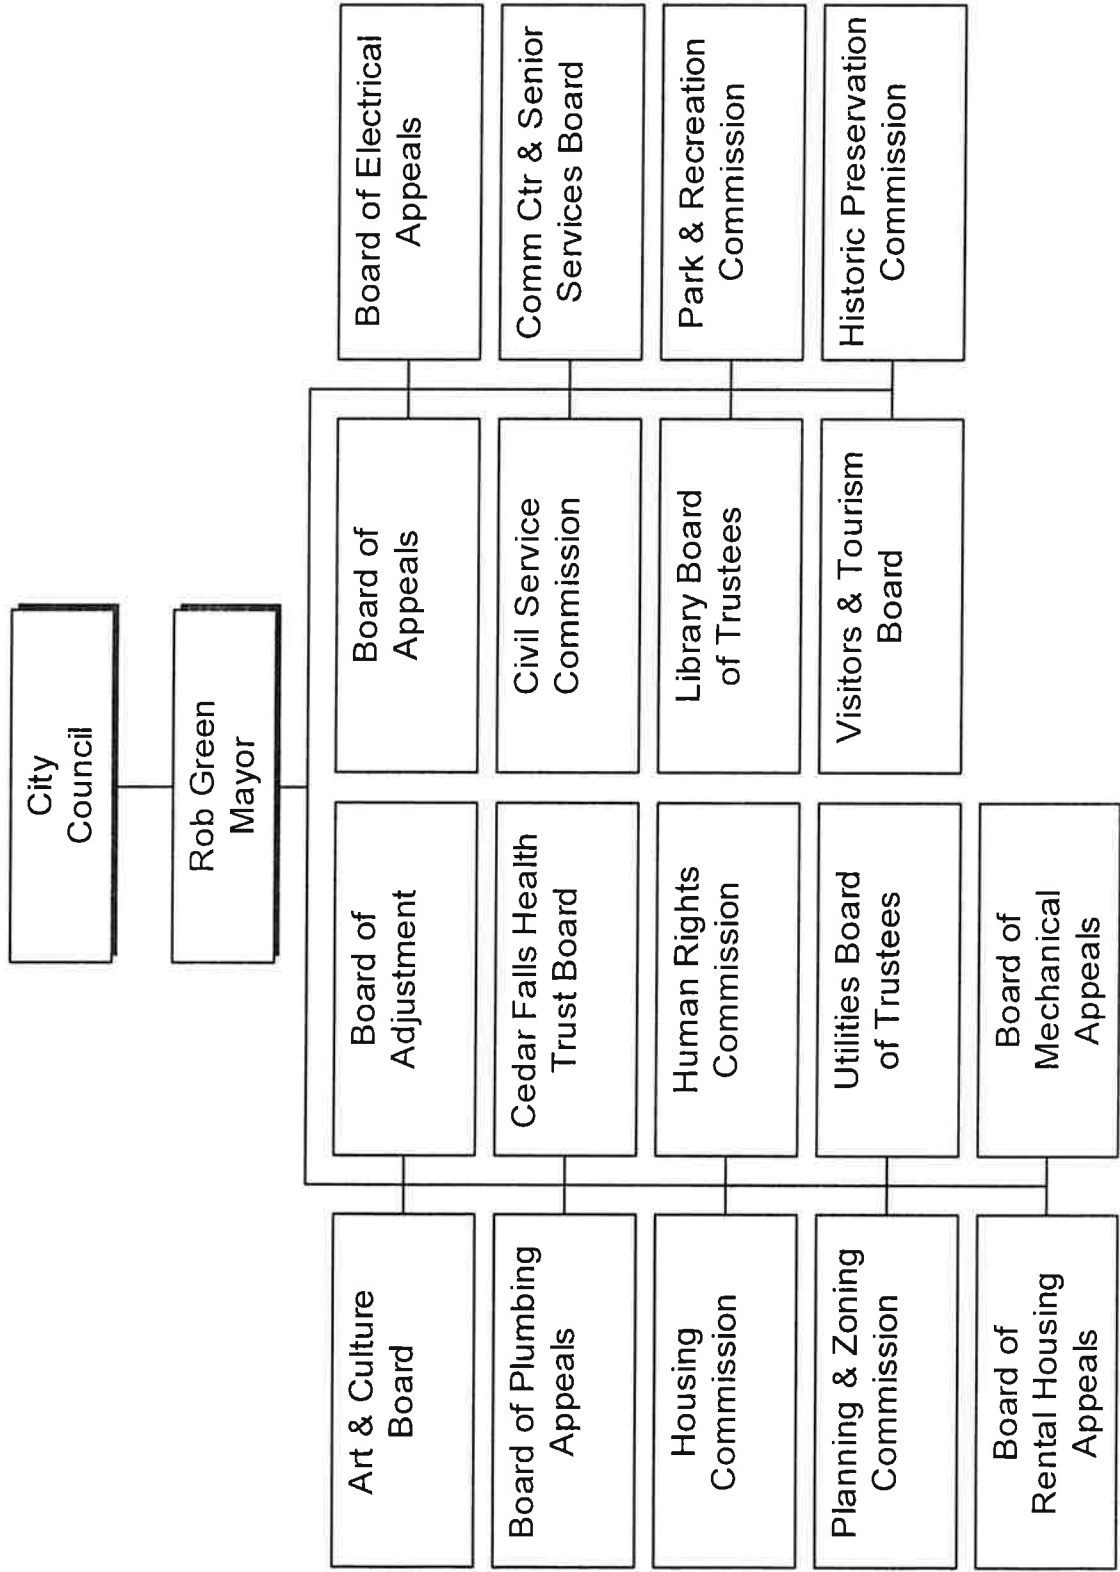 City
Council
Rob Green
Mayor
Art & Culture
Board
Board of
Adjustment
Board of
Appeals
Board of Electrical
Appeals
Board of Plumbing
Appeals
Cedar Falls Health
Trust Board
Civil Service
Commission
Comm Ctr & Senior
Services Board
Housing
Commission
Human Rights
Commission
Library Board
of Trustees
Park & Recreation
Commission
Planning & Zoning
Commission
Utilities Board
of Trustees
Visitors & Tourism
Board
Historic Preservation
Commission
Board of
Rental Housing
Appeals
Board of
Mechanical
Appeals